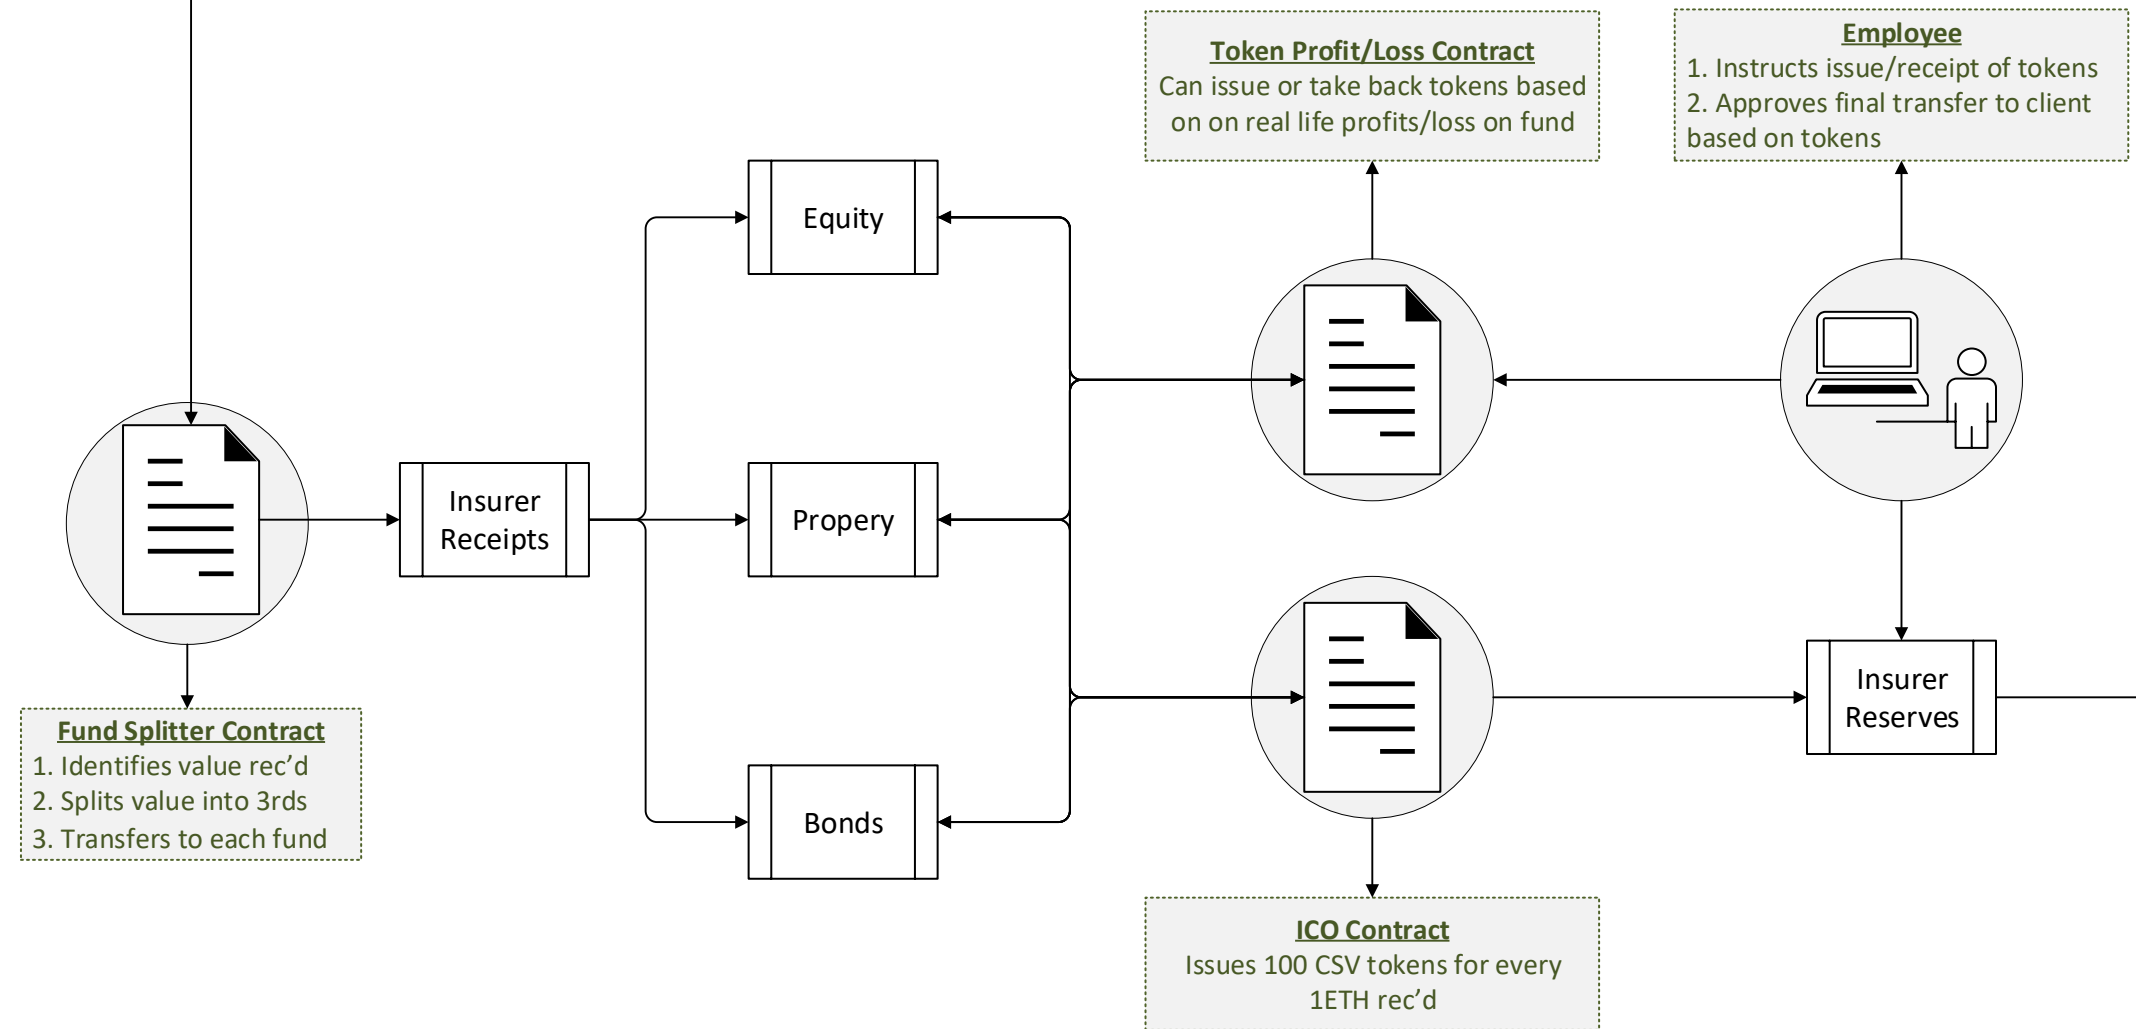 Token Profit/Loss Contract
Can issue or take back tokens based
on on real life profits/loss on fund
Employee
1. Instructs issue/receipt of tokens
2. Approves final transfer to client
based on tokens
Equity
Insurer
Receipts
Propery
Bonds
Insurer
Reserves
Fund Splitter Contract
1. Identifies value rec’d
2. Splits value into 3rds
3. Transfers to each fund
ICO Contract
Issues 100 CSV tokens for every
1ETH rec’d